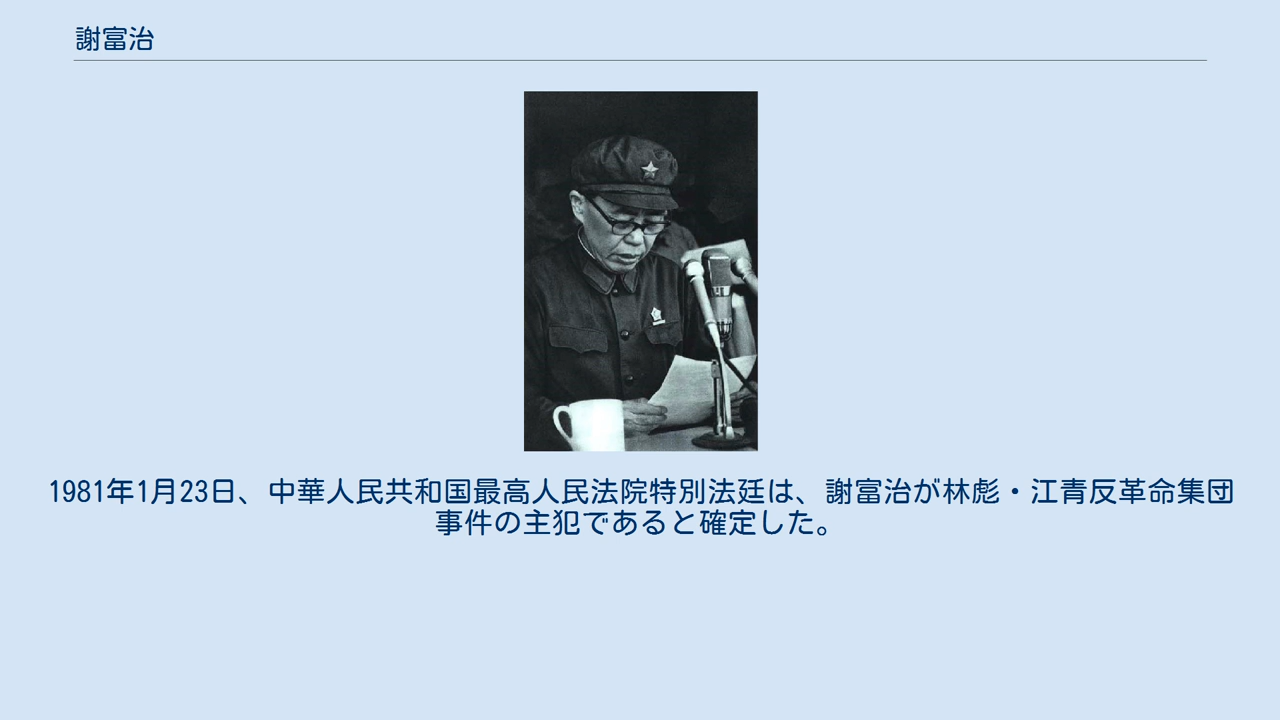 謝富治
1981年1月23日、中華人民共和国最高人民法院特別法廷は、謝富治が林彪・江青反革命集団
事件の主犯であると確定した。